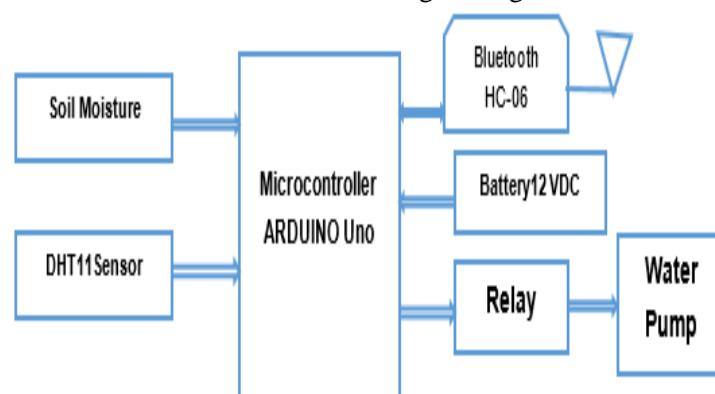 Soil Moisture
DHT11Sensor
Microcontroller
ARDUINO Uno
Bluetooth
HC-06
Battery12 VDC
Relay
Water
Pump